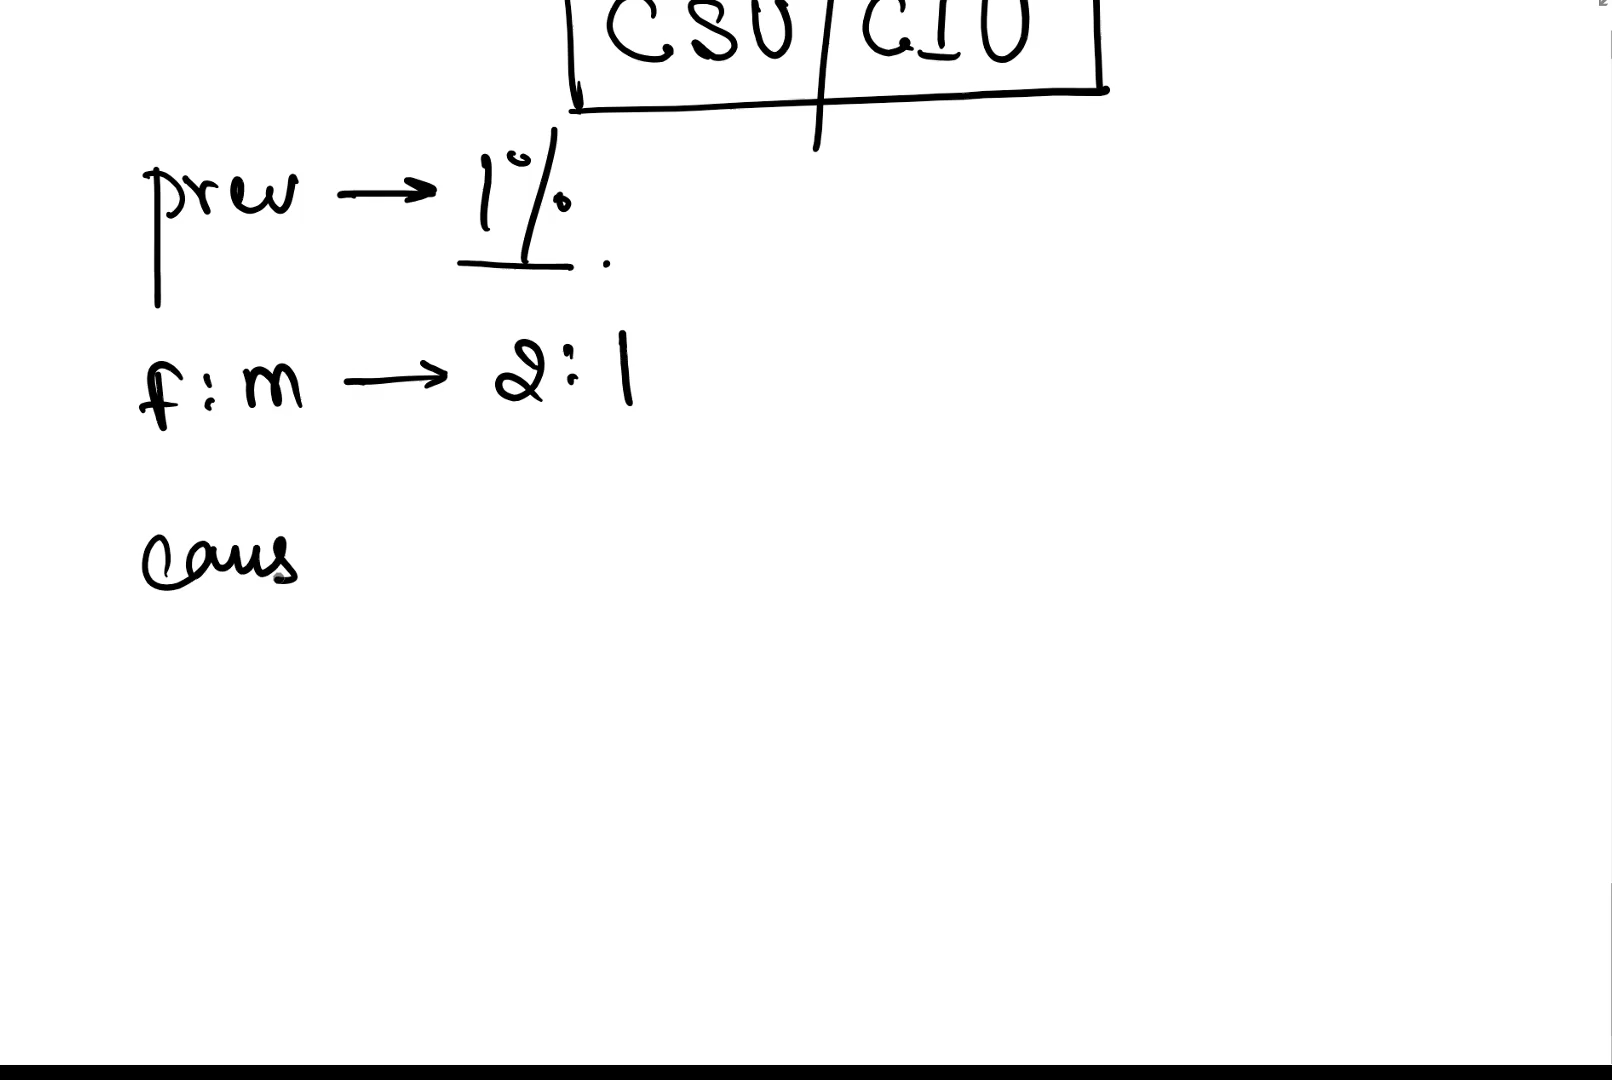 CSU/CIU
prev → 1%.
f:m → 2:1
caus